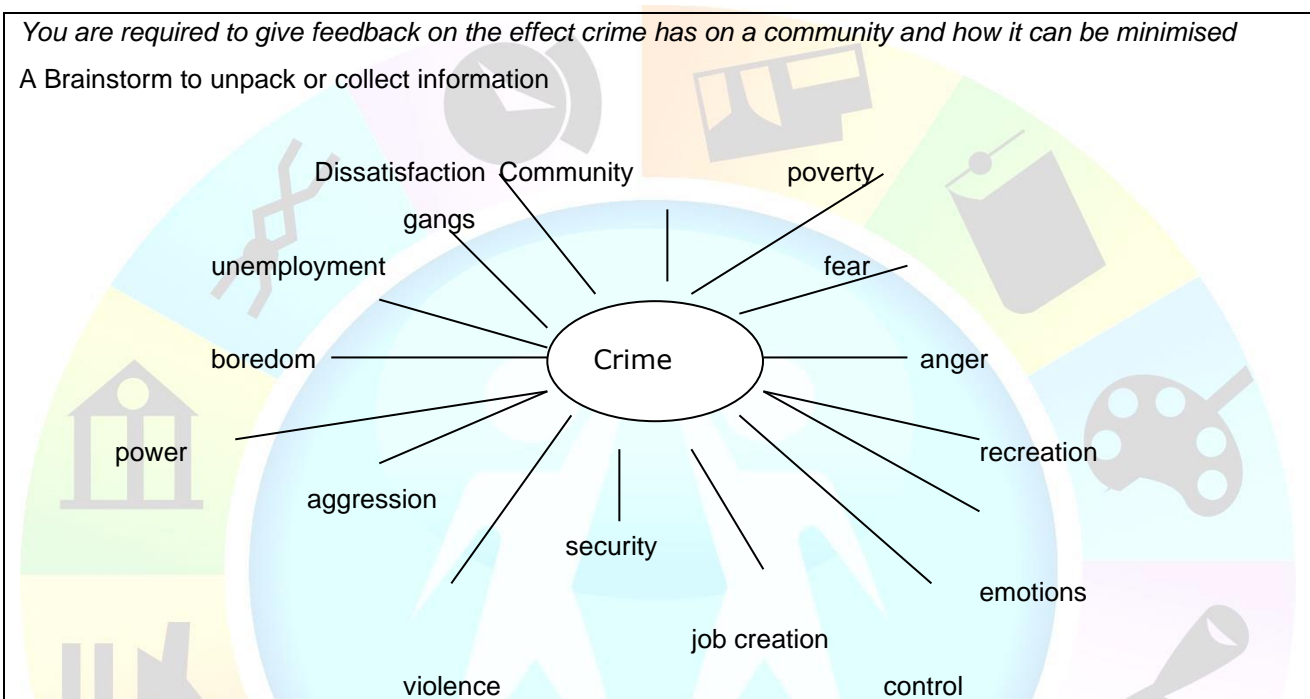 You are required to give feedback on the effect crime has on a community and how it can be minimised
A Brainstorm to unpack or collect information
Dissatisfaction Community poverty
gangs
unemployment fear
boredom Crime anger
power recreation
aggression
security
emotions
job creation
violence control